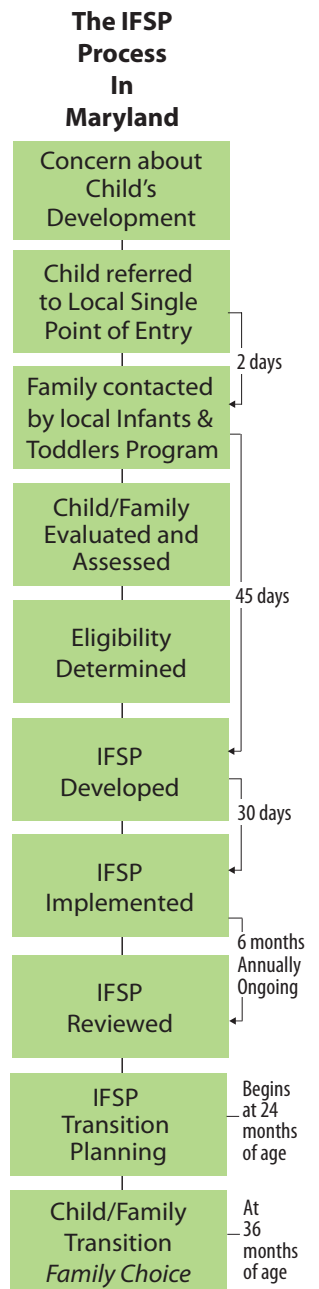 The IFSP
Process
In
Maryland
Concern about
Child's
Development
Child referred
to Local Single
Point of Entry
2 days
Family contacted
by local Infants &
Toddlers Program
Child/Family
Evaluated and
Assessed
45 days
Eligibility
Determined
IFSP
Developed
30 days
IFSP
Implemented
6 months
Annually
Ongoing
IFSP
Reviewed
IFSP
Transition
Planning
Begins
at 24
months
of age
Child/Family
Transition
Family Choice
At
36
months
of age